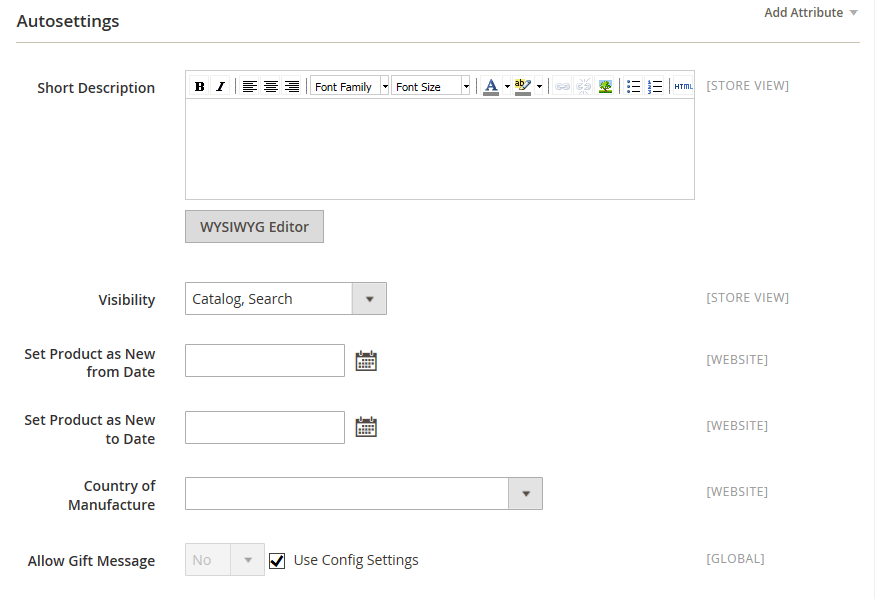 Autosettings
Add Attribute
Short Description
B I Font Family Font Size A ab HTML
[STORE VIEW]
WYSIWYG Editor
Visibility
Catalog, Search
[STORE VIEW]
Set Product as New
from Date
[WEBSITE]
Set Product as New
to Date
[WEBSITE]
Country of
Manufacture
[WEBSITE]
Allow Gift Message
No
Use Config Settings
[GLOBAL]